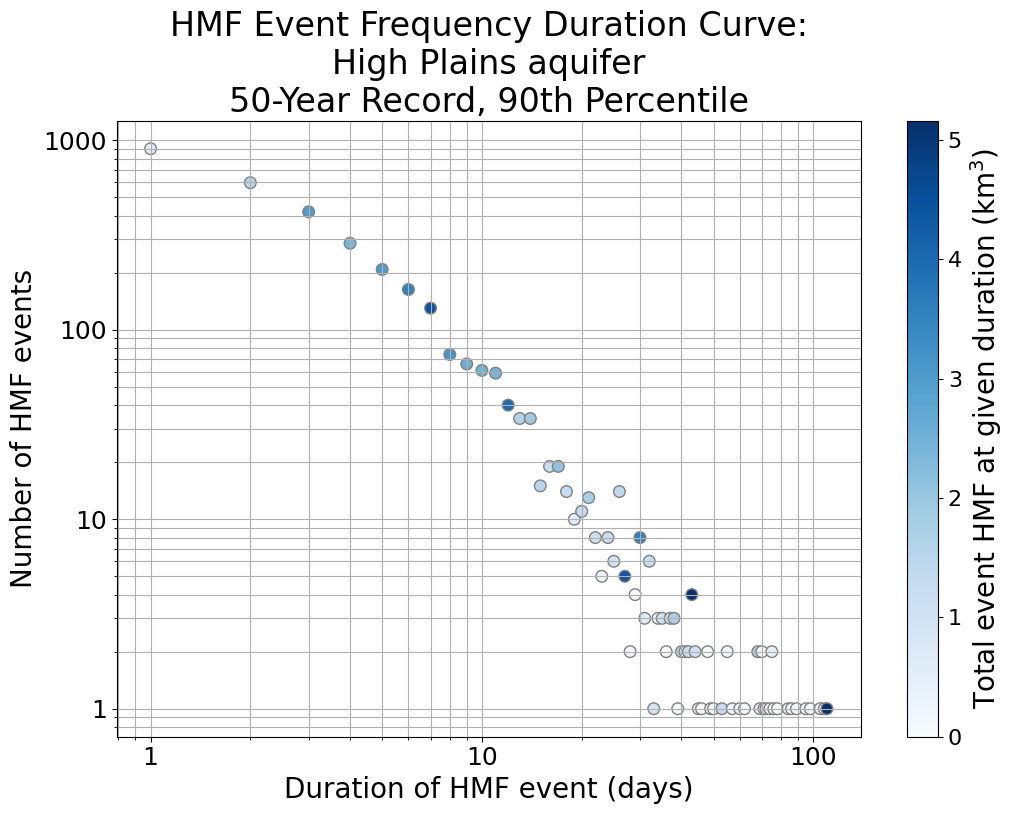 HMF Event Frequency Duration Curve:
High Plains aquifer
50-Year Record, 90th Percentile
1000
100
10
1
Number of HMF events
1
10
100
Duration of HMF event (days)
5
4
3
2
1
0
Total event HMF at given duration (km³)